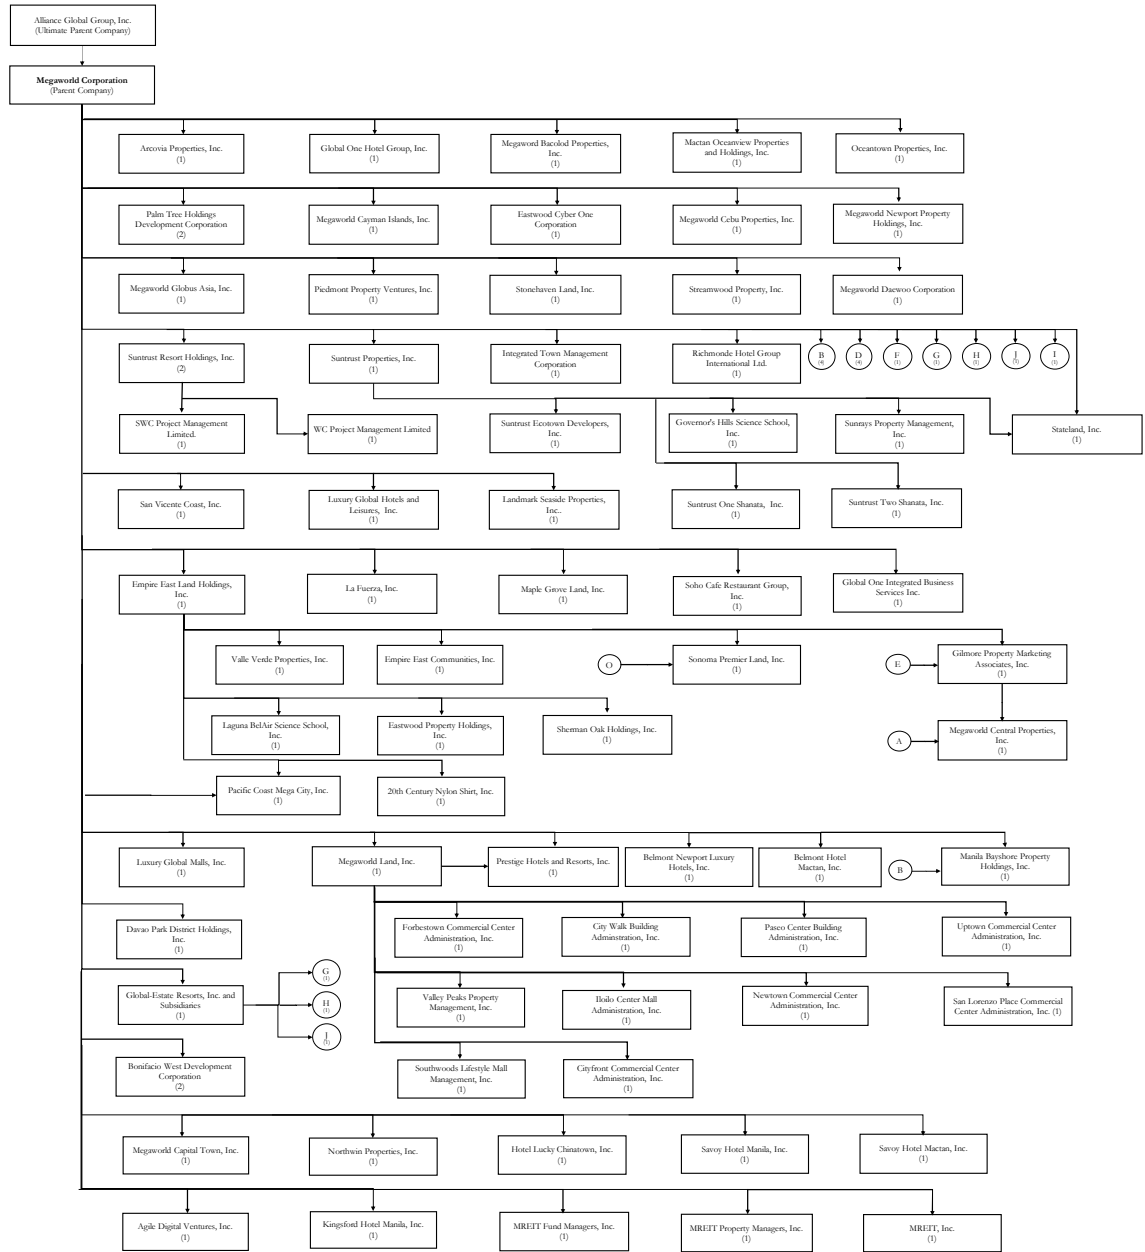 Alliance Global Group, Inc.
(Ultimate Parent Company)
Megaworld Corporation
(Parent Company)
Arcovia Properties, Inc.
(1)
Global One Hotel Group, Inc.
(1)
Megaword Bacolod Properties,
Inc.
(1)
Mactan Oceanview Properties
and Holdings, Inc.
(1)
Oceantown Properties, Inc.
(1)
Palm Tree Holdings
Development Corporation
(2)
Megaworld Cayman Islands, Inc.
(1)
Eastwood Cyber One
Corporation
(1)
Megaworld Cebu Properties, Inc.
(1)
Megaworld Newport Property
Holdings, Inc.
(1)
Megaworld Globus Asia, Inc.
(1)
Piedmont Property Ventures, Inc.
(1)
Stonehaven Land, Inc.
(1)
Streamwood Property, Inc.
(1)
Megaworld Daewoo Corporation
(1)
Suntrust Resort Holdings, Inc.
(2)
Suntrust Properties, Inc.
(1)
Integrated Town Management
Corporation
(1)
Richmonde Hotel Group
International Ltd.
(1)
B
(4)
D
(4)
F
(1)
G
(1)
H
(1)
J
(1)
I
(1)
SWC Project Management
Limited.
(1)
WC Project Management Limited
(1)
Suntrust Ecotown Developers,
Inc.
(1)
Governor's Hills Science School,
Inc.
(1)
Sunrays Property Management,
Inc.
(1)
Stateland, Inc.
(1)
San Vicente Coast, Inc.
(1)
Luxury Global Hotels and
Leisures, Inc.
(1)
Landmark Seaside Properties,
Inc..
(1)
Suntrust One Shanata, Inc.
(1)
Suntrust Two Shanata, Inc.
(1)
Empire East Land Holdings,
Inc.
(1)
La Fuerza, Inc.
(1)
Maple Grove Land, Inc.
(1)
Soho Cafe Restaurant Group,
Inc.
(1)
Global One Integrated Business
Services Inc.
(1)
Valle Verde Properties, Inc.
(1)
Empire East Communities, Inc.
(1)
O
Sonoma Premier Land, Inc.
(1)
E
Gilmore Property Marketing
Associates, Inc.
(1)
Laguna BelAir Science School,
Inc.
(1)
Eastwood Property Holdings,
Inc.
(1)
Sherman Oak Holdings, Inc.
(1)
A
Megaworld Central Properties,
Inc.
(1)
Pacific Coast Mega City, Inc.
(1)
20th Century Nylon Shirt, Inc.
(1)
Luxury Global Malls, Inc.
(1)
Megaworld Land, Inc.
(1)
Prestige Hotels and Resorts, Inc.
(1)
Belmont Newport Luxury
Hotels, Inc.
(1)
Belmont Hotel
Mactan, Inc.
(1)
B
Manila Bayshore Property
Holdings, Inc.
(1)
Davao Park District Holdings,
Inc.
(1)
Forbestown Commercial Center
Administration, Inc.
(1)
City Walk Building
Adminstration, Inc.
(1)
Paseo Center Building
Administration, Inc.
(1)
Uptown Commercial Center
Administration, Inc.
(1)
Global-Estate Resorts, Inc. and
Subsidiaries
(1)
G
(1)
H
(1)
J
(1)
Valley Peaks Property
Management, Inc.
(1)
Iloilo Center Mall
Administration, Inc.
(1)
Newtown Commercial Center
Administration, Inc.
(1)
San Lorenzo Place Commercial
Center Administration, Inc. (1)
Bonifacio West Development
Corporation
(2)
Southwoods Lifestyle Mall
Management, Inc.
(1)
Cityfront Commercial Center
Administration, Inc.
(1)
Megaworld Capital Town, Inc.
(1)
Northwin Properties, Inc.
(1)
Hotel Lucky Chinatown, Inc.
(1)
Savoy Hotel Manila, Inc.
(1)
Savoy Hotel Mactan, Inc.
(1)
Agile Digital Ventures, Inc.
(1)
Kingsford Hotel Manila, Inc.
(1)
MREIT Fund Managers, Inc.
(1)
MREIT Property Managers, Inc.
(1)
MREIT, Inc.
(1)